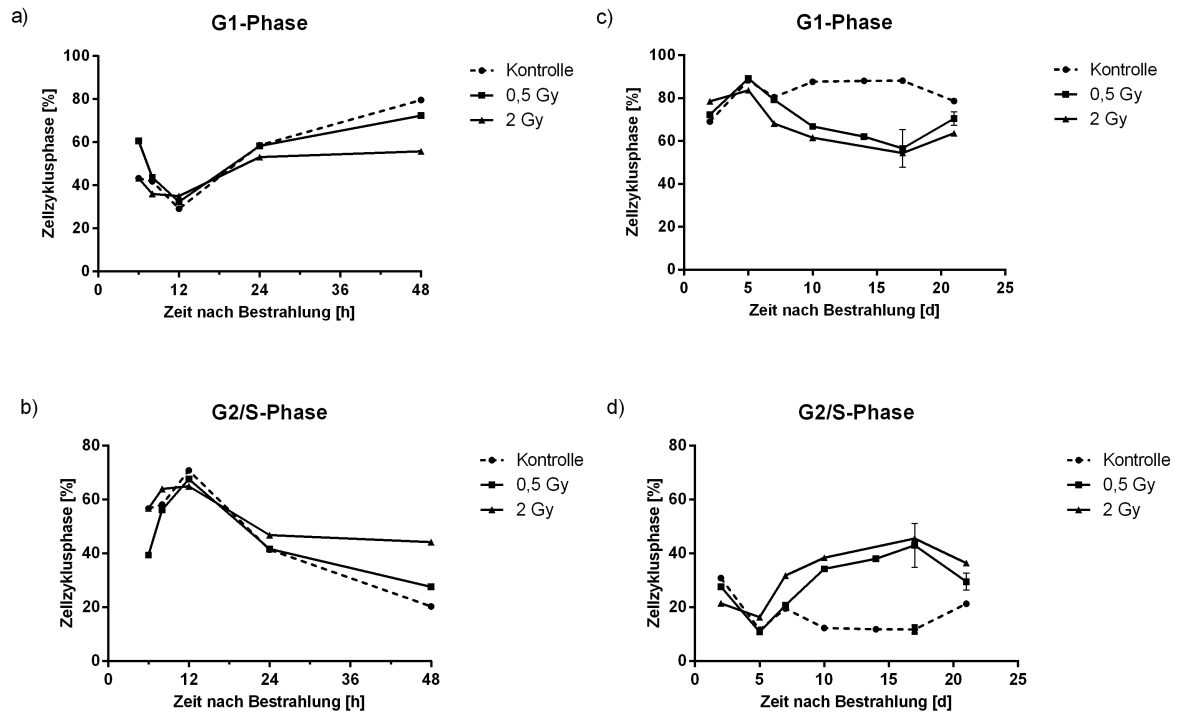 a)
G1-Phase
Zellzyklusphase [%]
100
80
60
40
20
0
0 12 24 36 48
Zeit nach Bestrahlung [h]
Kontrolle
0,5 Gy
2 Gy
c)
G1-Phase
Zellzyklusphase [%]
100
80
60
40
20
0
0 5 10 15 20 25
Zeit nach Bestrahlung [d]
Kontrolle
0,5 Gy
2 Gy
b)
G2/S-Phase
Zellzyklusphase [%]
80
60
40
20
0
0 12 24 36 48
Zeit nach Bestrahlung [h]
Kontrolle
0,5 Gy
2 Gy
d)
G2/S-Phase
Zellzyklusphase [%]
80
60
40
20
0
0 5 10 15 20 25
Zeit nach Bestrahlung [d]
Kontrolle
0,5 Gy
2 Gy